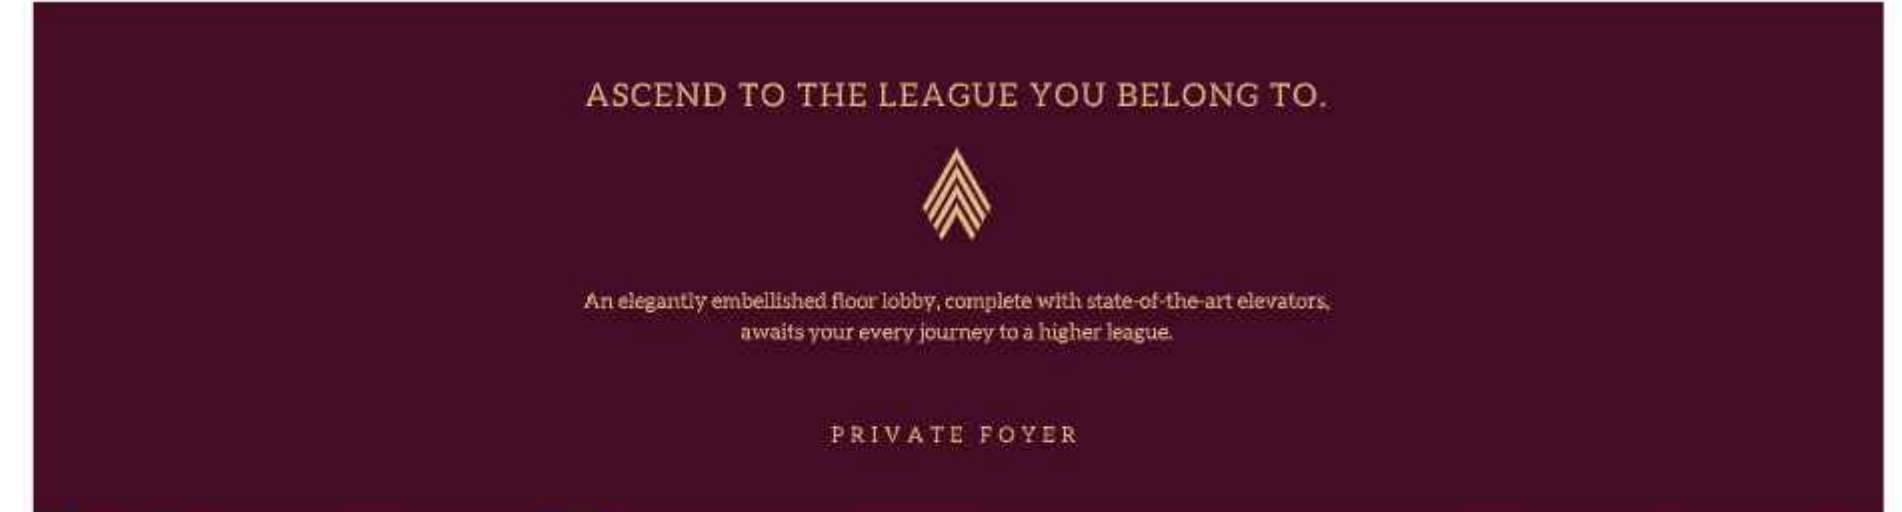 ASCEND TO THE LEAGUE YOU BELONG TO.
An elegantly embellished floor lobby, complete with state-of-the-art elevators,
awaits your every journey to a higher league.
PRIVATE FOYER